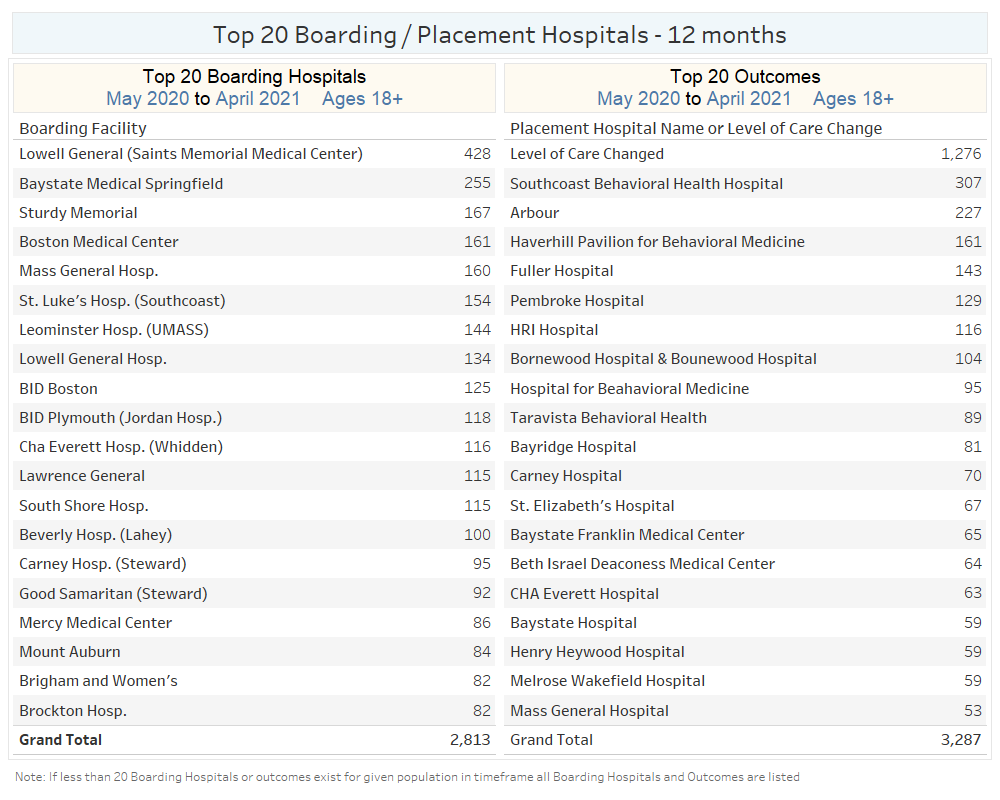 Top 20 Boarding / Placement Hospitals - 12 months
Top 20 Boarding Hospitals
May 2020 to April 2021 Ages 18+
Boarding Facility
Lowell General (Saints Memorial Medical Center) 428
Baystate Medical Springfield 255
Sturdy Memorial 167
Boston Medical Center 161
Mass General Hosp. 160
St. Luke's Hosp. (Southcoast) 154
Leominster Hosp. (UMASS) 144
Lowell General Hosp. 134
BID Boston 125
BID Plymouth (Jordan Hosp.) 118
Cha Everett Hosp. (Whidden) 116
Lawrence General 115
South Shore Hosp. 115
Beverly Hosp. (Lahey) 100
Carney Hosp. (Steward) 95
Good Samaritan (Steward) 92
Mercy Medical Center 86
Mount Auburn 84
Brigham and Women's 82
Brockton Hosp. 82
Grand Total 2,813
Top 20 Outcomes
May 2020 to April 2021 Ages 18+
Placement Hospital Name or Level of Care Change
Level of Care Changed 1,276
Southcoast Behavioral Health Hospital 307
Arbour 227
Haverhill Pavilion for Behavioral Medicine 161
Fuller Hospital 143
Pembroke Hospital 129
HRI Hospital 116
Bornewood Hospital & Bounewood Hospital 104
Hospital for Beahavioral Medicine 95
Taravista Behavioral Health 89
Bayridge Hospital 81
Carney Hospital 70
St. Elizabeth's Hospital 67
Baystate Franklin Medical Center 65
Beth Israel Deaconess Medical Center 64
CHA Everett Hospital 63
Baystate Hospital 59
Henry Heywood Hospital 59
Melrose Wakefield Hospital 59
Mass General Hospital 53
Grand Total 3,287
Note: If less than 20 Boarding Hospitals or outcomes exist for given population in timeframe all Boarding Hospitals and Outcomes are listed